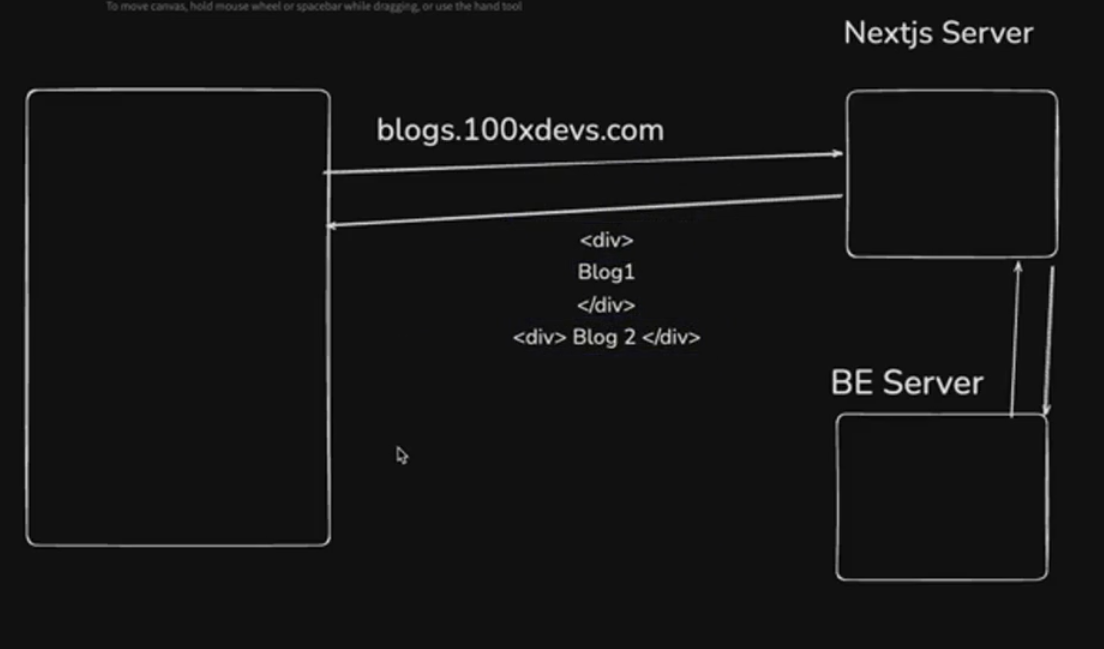 To move canvas, hold mouse wheel or spacebar while dragging, or use the hand tool
Nextjs Server
blogs.100xdevs.com
<div>
Blog1
</div>
<div> Blog 2 </div>
BE Server